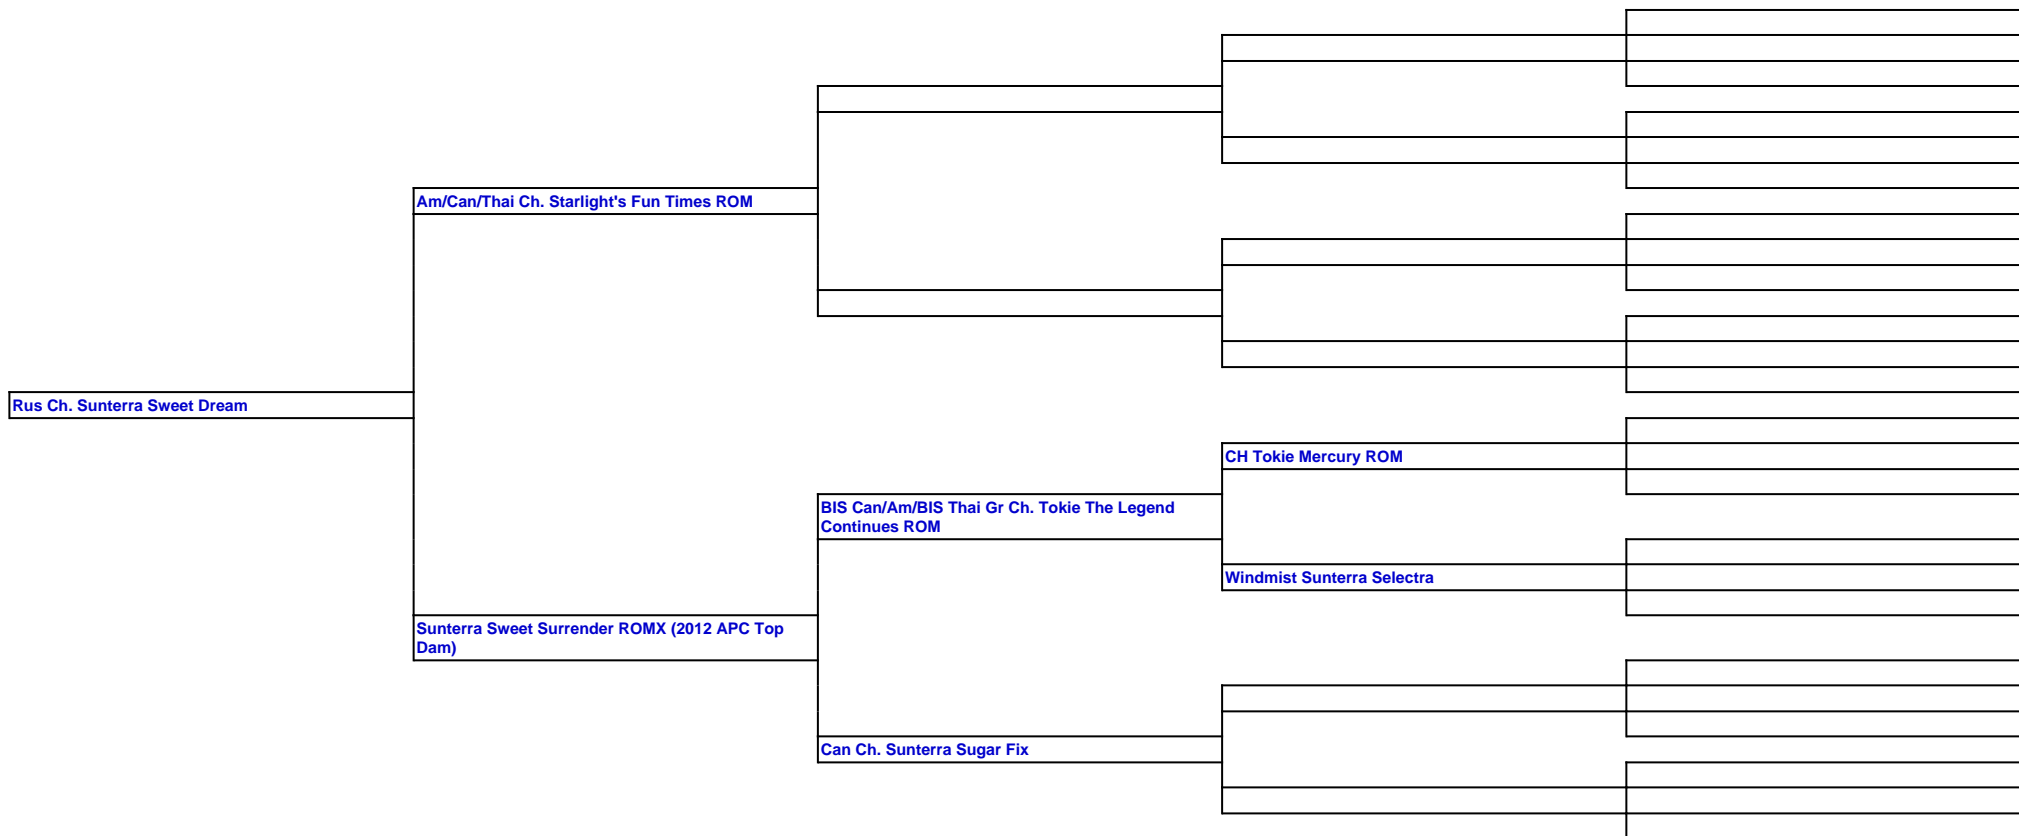 Am/Can/Thai Ch. Starlight's Fun Times ROM
Rus Ch. Sunterra Sweet Dream
CH Tokie Mercury ROM
BIS Can/Am/BIS Thai Gr Ch. Tokie The Legend
Continues ROM
Windmist Sunterra Selectra
Sunterra Sweet Surrender ROMX (2012 APC Top
Dam)
Can Ch. Sunterra Sugar Fix